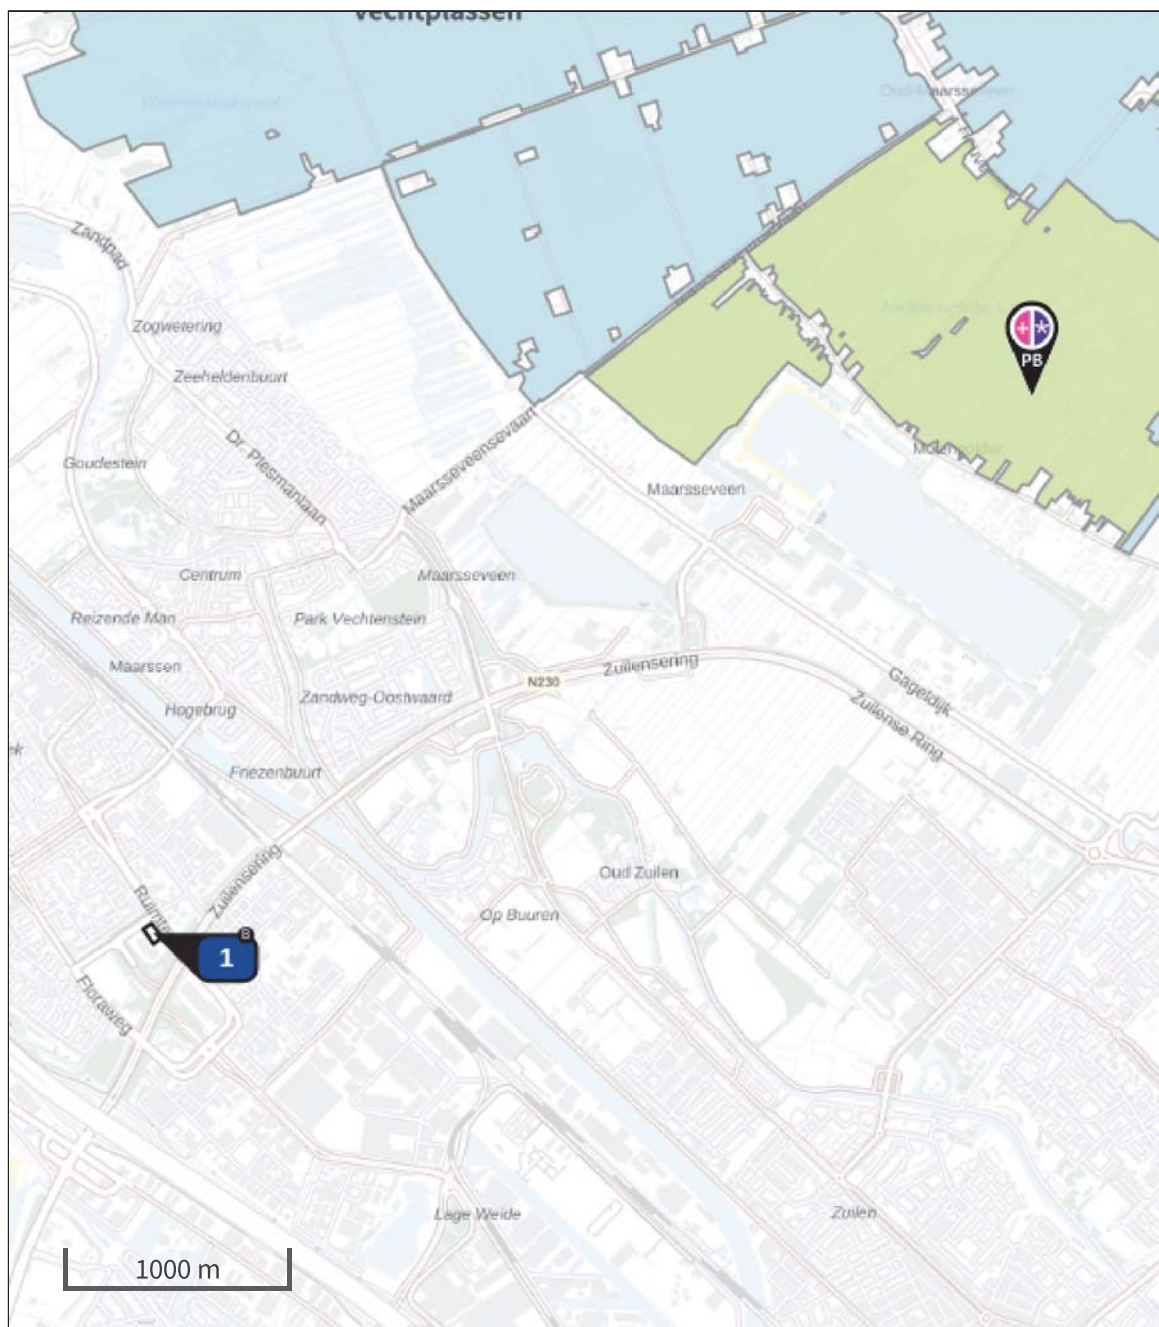 Vechtplassen
Oud-Maarsseveen
Zandpad
Zogwetering
Zeeheldenbuurt
PB
Dr. Plesmanlaan
Maarsseveensevaart
Goudestein
Molenpolder
Maarsseveen
Centrum
Maarsseveen
Reizende Man
Park Vechtenstein
Maarssen
Zuilensering
N230
Gageldijk
Zandweg-Oostwaard
Hogebrug
Zuilense Ring
Friezenbuurt
Zuilensering
Oud Zuilen
Op Buuren
B
1
Floraweg
Lage Weide
Zuilen
1000 m